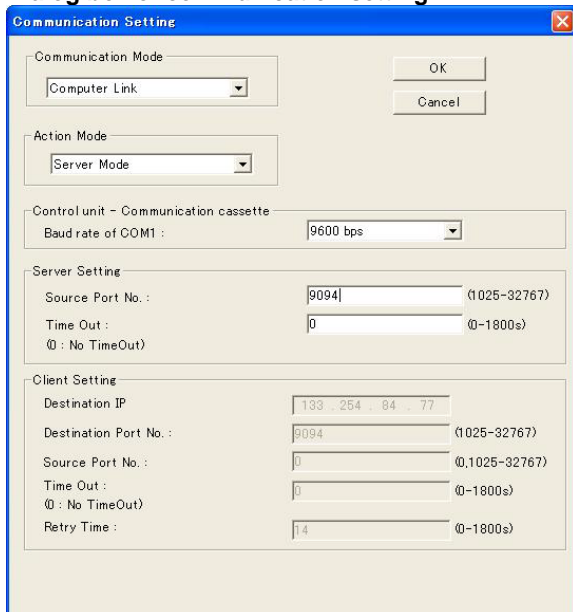 Communication Setting
Communication Mode
Computer Link
OK
Cancel
Action Mode
Server Mode
Control unit - Communication cassette
Baud rate of COM1 : 9600 bps
Server Setting
Source Port No. : 9094 (1025-32767)
Time Out : 0 (0-1800s)
(0 : No TimeOut)
Client Setting
Destination IP 133 . 254 . 84 . 77
Destination Port No. : 9094 (1025-32767)
Source Port No. : 0 (0,1025-32767)
Time Out : 0 (0-1800s)
(0 : No TimeOut)
Retry Time : 14 (0-1800s)